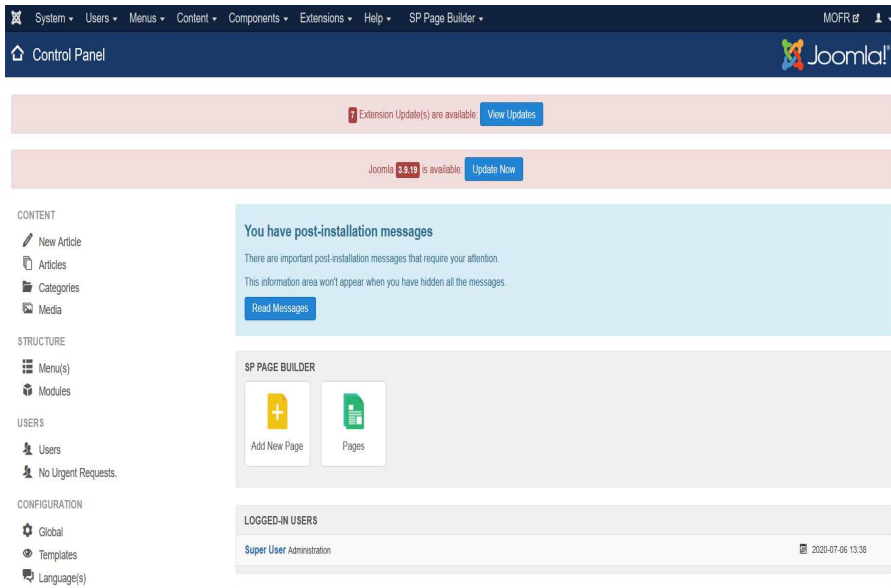 System Users Menus Content Components Extensions Help SP Page Builder MOFR
Control Panel
Joomla!®
7 Extension Update(s) are available: View Updates
Joomla 3.9.19 is available: Update Now
CONTENT
New Article
Articles
Categories
Media
STRUCTURE
Menu(s)
Modules
USERS
Users
No Urgent Requests.
CONFIGURATION
Global
Templates
Language(s)
You have post-installation messages
There are important post-installation messages that require your attention.
This information area won't appear when you have hidden all the messages.
Read Messages
SP PAGE BUILDER
Add New Page
Pages
LOGGED-IN USERS
Super User Administration 2020-07-06 13:38